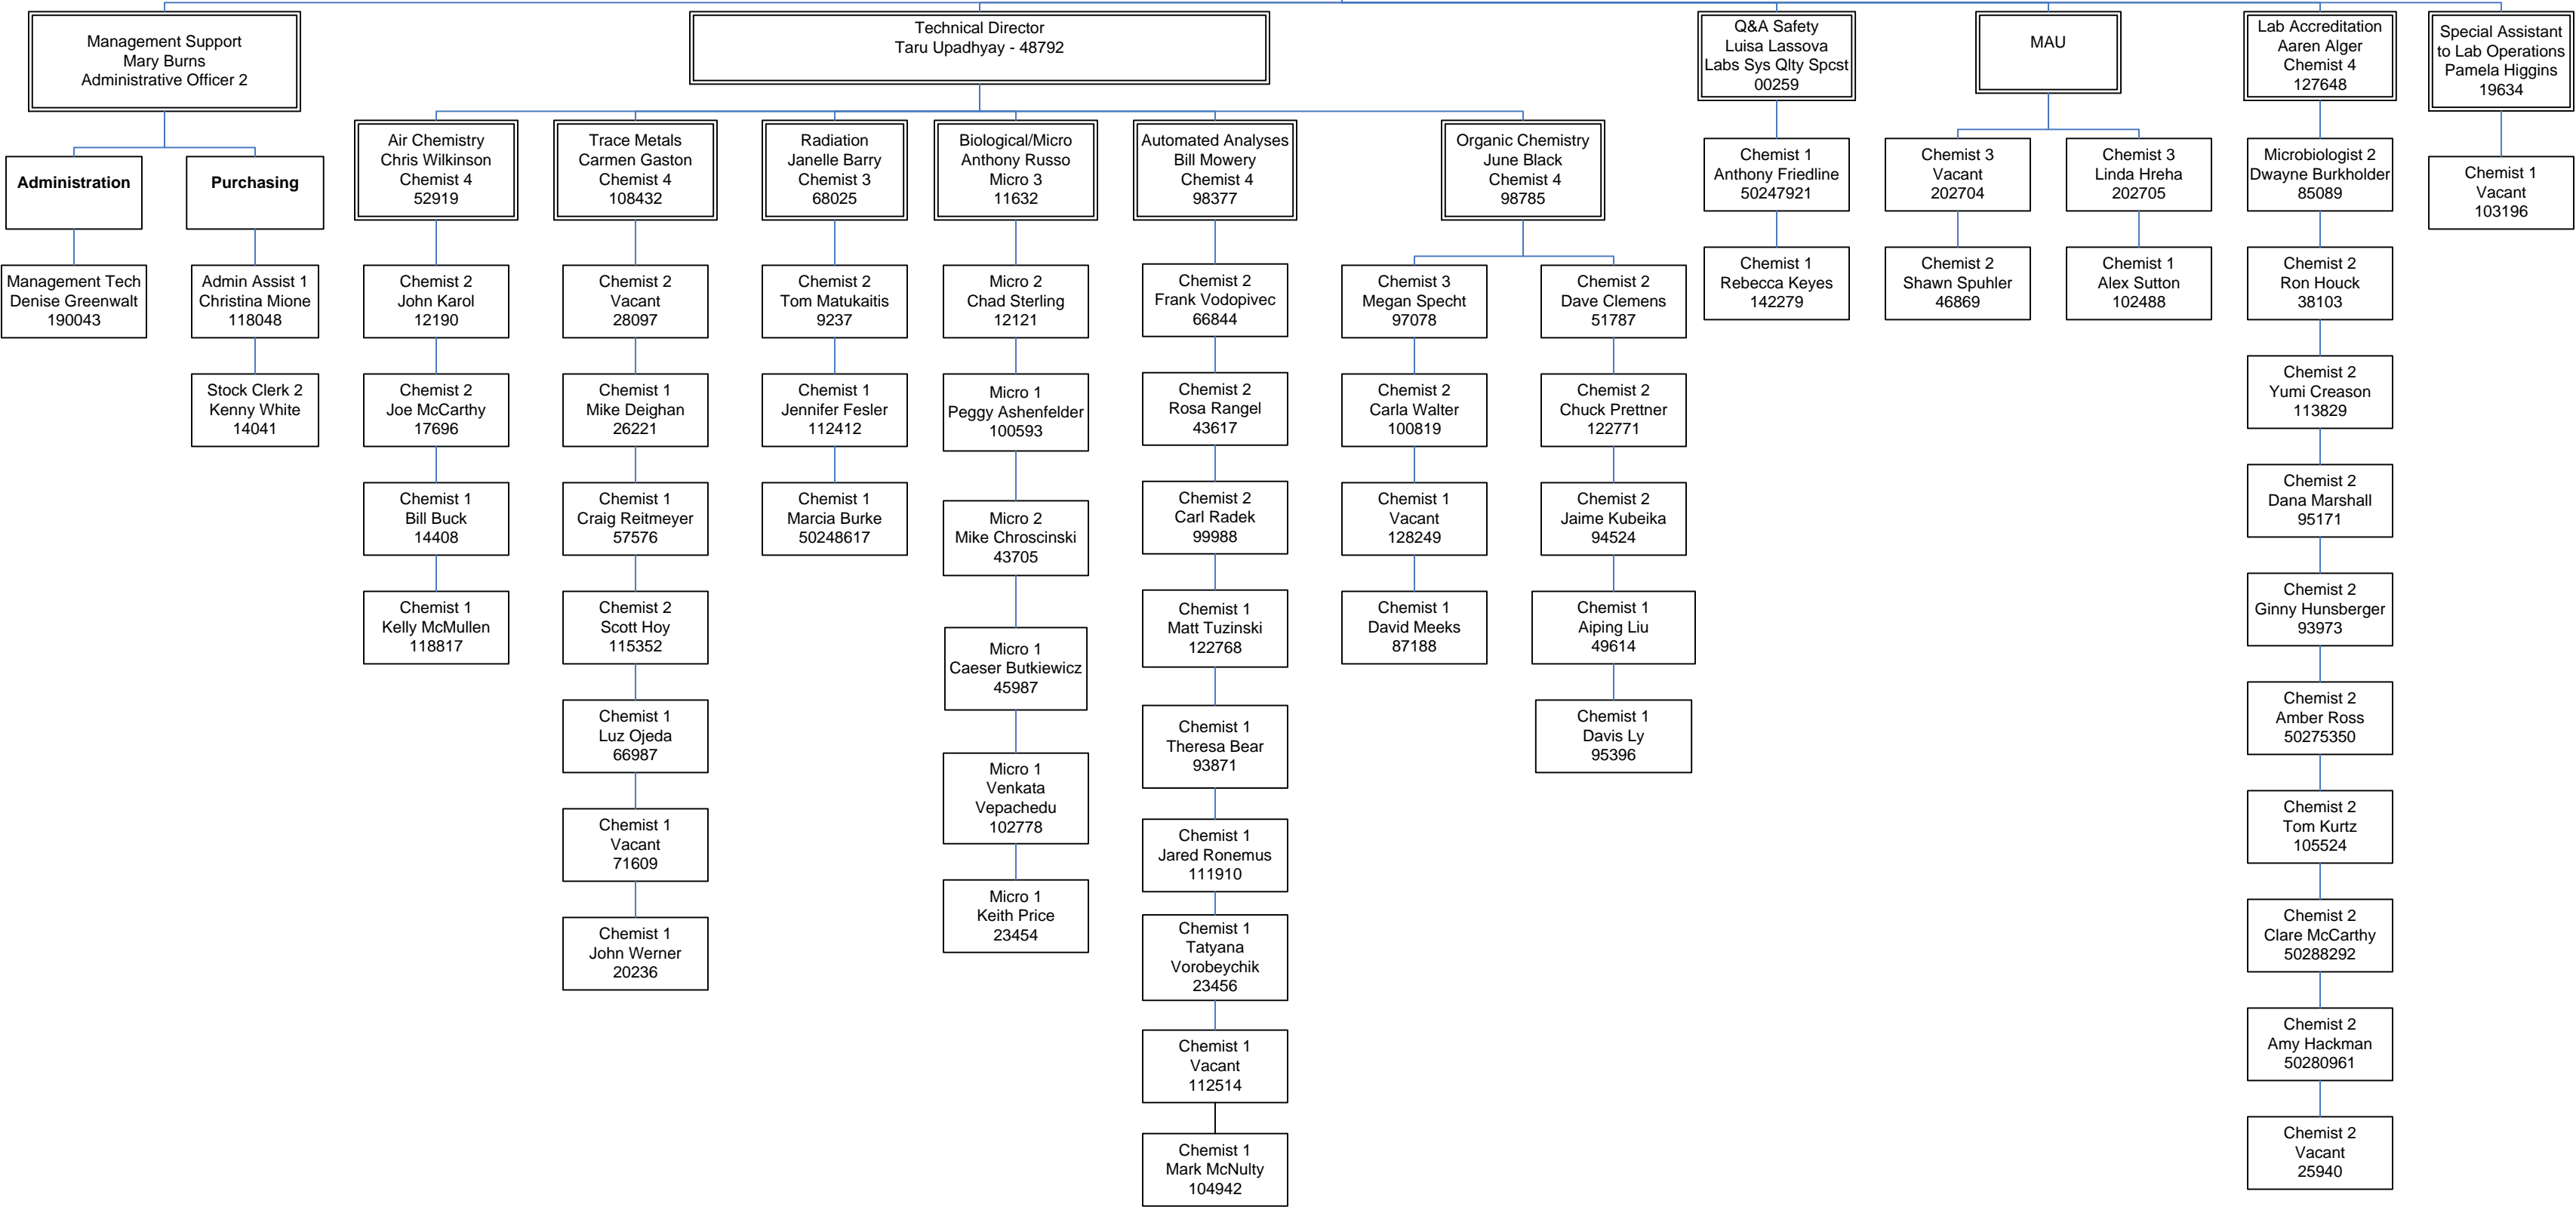 Management Support
Mary Burns
Administrative Officer 2
Administration
Management Tech
Denise Greenwalt
190043
Purchasing
Admin Assist 1
Christina Mione
118048
Stock Clerk 2
Kenny White
14041
Technical Director
Taru Upadhyay - 48792
Air Chemistry
Chris Wilkinson
Chemist 4
52919
Chemist 2
John Karol
12190
Chemist 2
Joe McCarthy
17696
Chemist 1
Bill Buck
14408
Chemist 1
Kelly McMullen
118817
Trace Metals
Carmen Gaston
Chemist 4
108432
Chemist 2
Vacant
28097
Chemist 1
Mike Deighan
26221
Chemist 1
Craig Reitmeyer
57576
Chemist 2
Scott Hoy
115352
Chemist 1
Luz Ojeda
66987
Chemist 1
Vacant
71609
Chemist 1
John Werner
20236
Radiation
Janelle Barry
Chemist 3
68025
Chemist 2
Tom Matukaitis
9237
Chemist 1
Jennifer Fesler
112412
Chemist 1
Marcia Burke
50248617
Biological/Micro
Anthony Russo
Micro 3
11632
Micro 2
Chad Sterling
12121
Micro 1
Peggy Ashenfelder
100593
Micro 2
Mike Chroscinski
43705
Micro 1
Caeser Butkiewicz
45987
Micro 1
Venkata
Vepachedu
102778
Micro 1
Keith Price
23454
Automated Analyses
Bill Mowery
Chemist 4
98377
Chemist 2
Frank Vodopivec
66844
Chemist 2
Rosa Rangel
43617
Chemist 2
Carl Radek
99988
Chemist 1
Matt Tuzinski
122768
Chemist 1
Theresa Bear
93871
Chemist 1
Jared Ronemus
111910
Chemist 1
Tatyana
Vorobeychik
23456
Chemist 1
Vacant
112514
Chemist 1
Mark McNulty
104942
Organic Chemistry
June Black
Chemist 4
98785
Chemist 3
Megan Specht
97078
Chemist 2
Carla Walter
100819
Chemist 1
Vacant
128249
Chemist 1
David Meeks
87188
Chemist 2
Dave Clemens
51787
Chemist 2
Chuck Prettner
122771
Chemist 2
Jaime Kubeika
94524
Chemist 1
Aiping Liu
49614
Chemist 1
Davis Ly
95396
Q&A Safety
Luisa Lassova
Labs Sys Qlty Spcst
00259
Chemist 1
Anthony Friedline
50247921
Chemist 1
Rebecca Keyes
142279
MAU
Chemist 3
Vacant
202704
Chemist 2
Shawn Spuhler
46869
Chemist 3
Linda Hreha
202705
Chemist 1
Alex Sutton
102488
Lab Accreditation
Aaren Alger
Chemist 4
127648
Microbiologist 2
Dwayne Burkholder
85089
Chemist 2
Ron Houck
38103
Chemist 2
Yumi Creason
113829
Chemist 2
Dana Marshall
95171
Chemist 2
Ginny Hunsberger
93973
Chemist 2
Amber Ross
50275350
Chemist 2
Tom Kurtz
105524
Chemist 2
Clare McCarthy
50288292
Chemist 2
Amy Hackman
50280961
Chemist 2
Vacant
25940
Special Assistant
to Lab Operations
Pamela Higgins
19634
Chemist 1
Vacant
103196